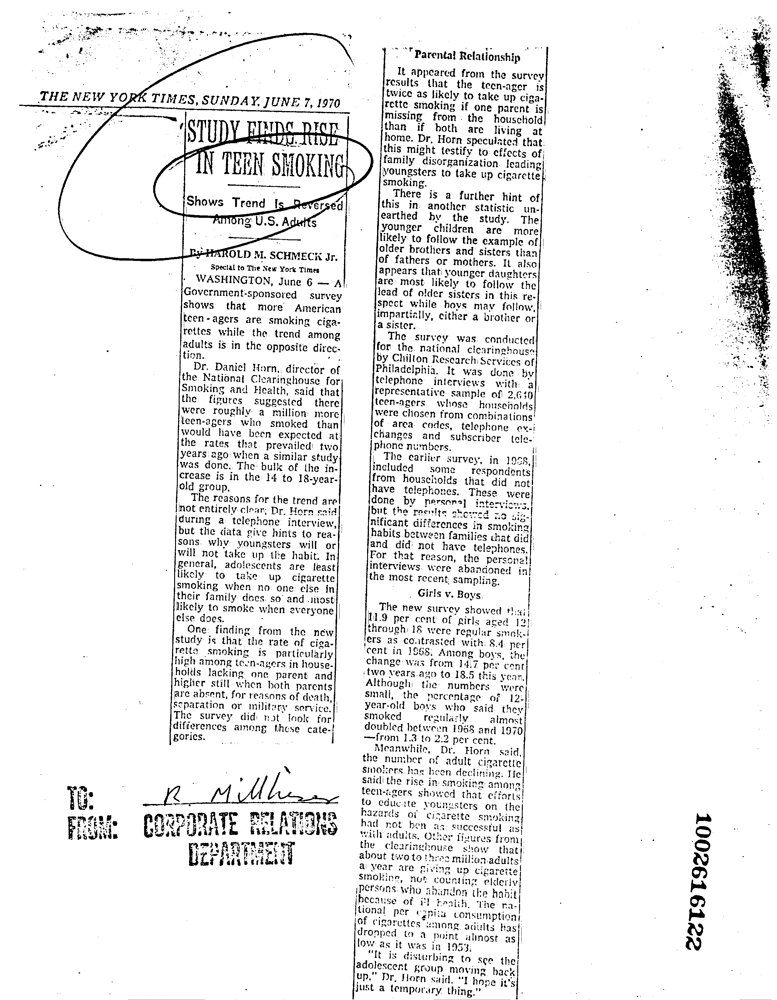 THE NEW YORK TIMES, SUNDAY, JUNE 7, 1970
STUDY FINDS RISE
IN TEEN SMOKING
Shows Trend Is Reversed
Among U.S. Adults
By HAROLD M. SCHMECK Jr.
Special to The New York Times
WASHINGTON, June 6 — A
Government-sponsored survey
shows that more American
teen-agers are smoking ciga-
rettes while the trend among
adults is in the opposite direc-
tion.
Dr. Daniel Horn, director of
the National Clearinghouse for
Smoking and Health, said that
the figures suggested there
were roughly a million more
teen-agers who smoked than
would have been expected at
the rates that prevailed two
years ago when a similar study
was done. The bulk of the in-
crease is in the 14 to 18-year-
old group.
The reasons for the trend are
not entirely clear, Dr. Horn said
during a telephone interview,
but the data give hints to rea-
sons why youngsters will or
will not take up the habit. In
general, adolescents are least
likely to take up cigarette
smoking when no one else in
their family does so and most
likely to smoke when everyone
else does.
One finding from the new
study is that the rate of ciga-
rette smoking is particularly
high among teen-agers in house-
holds lacking one parent and
higher still when both parents
are absent, for reasons of death,
separation or military service.
The survey did not look for
differences among these cate-
gories.
Parental Relationship
It appeared from the survey
results that the teen-ager is
twice as likely to take up ciga-
rette smoking if one parent is
missing from the household
than if both are living at
home. Dr. Horn speculated that
this might testify to effects of
family disorganization leading
youngsters to take up cigarette
smoking.
There is a further hint of
this in another statistic un-
earthed by the study. The
younger children are more
likely to follow the example of
older brothers and sisters than
of fathers or mothers. It also
appears that younger daughters
are most likely to follow the
lead of older sisters in this re-
spect while boys may follow,
impartially, either a brother or
a sister.
The survey was conducted
for the national clearinghouse
by Chilton Research Services of
Philadelphia. It was done by
telephone interviews with a
representative sample of 2,640
teen-agers whose households
were chosen from combinations
of area codes, telephone ex-
changes and subscriber tele-
phone numbers.
The earlier survey, in 1968,
included some respondents
from households that did not
have telephones. These were
done by personal interviews,
but the results showed no sig-
nificant differences in smoking
habits between families that did
and did not have telephones.
For that reason, the personal
interviews were abandoned in
the most recent sampling.
Girls v. Boys
The new survey showed that
11.9 per cent of girls aged 12
through 18 were regular smok-
ers as contrasted with 8.4 per
cent in 1968. Among boys, the
change was from 14.7 per cent
two years ago to 18.5 this year.
Although the numbers were
small, the percentage of 12-
year-old boys who said they
smoked regularly almost
doubled between 1968 and 1970
—from 1.3 to 2.2 per cent.
Meanwhile, Dr. Horn said,
the number of adult cigarette
smokers has been declining. He
said the rise in smoking among
teen-agers showed that efforts
to educate youngsters on the
hazards of cigarette smoking
had not ben as successful as
with adults. Other figures from
the clearinghouse show that
about two to three million adults
a year are giving up cigarette
smoking, not counting elderly
persons who abandon the habit
because of ill health. The na-
tional per capita consumption
of cigarettes among adults has
dropped to a point almost as
low as it was in 1953.
"It is disturbing to see the
adolescent group moving back
up," Dr. Horn said. "I hope it's
just a temporary thing."
TO: R Millhiser
FROM: CORPORATE RELATIONS
DEPARTMENT
1002616122